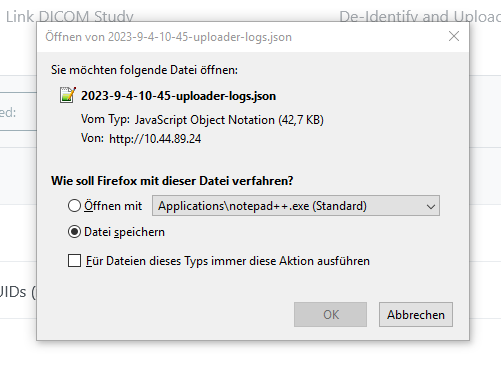 Link DICOM Study De-Identify and Uploa
Öffnen von 2023-9-4-10-45-uploader-logs.json
Sie möchten folgende Datei öffnen:
2023-9-4-10-45-uploader-logs.json
Vom Typ: JavaScript Object Notation (42,7 KB)
Von: http://10.44.89.24
ed:
Wie soll Firefox mit dieser Datei verfahren?
Öffnen mit Applications\notepad++.exe (Standard)
Datei speichern
Für Dateien dieses Typs immer diese Aktion ausführen
UIDs (
OK Abbrechen